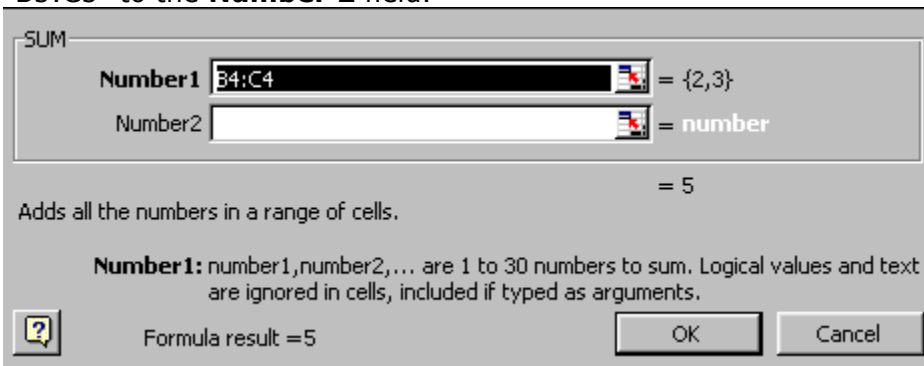 SUM
Number1 B4:C4 = {2,3}
Number2 = number
= 5
Adds all the numbers in a range of cells.
Number1: number1,number2,... are 1 to 30 numbers to sum. Logical values and text
are ignored in cells, included if typed as arguments.
? Formula result =5 OK Cancel